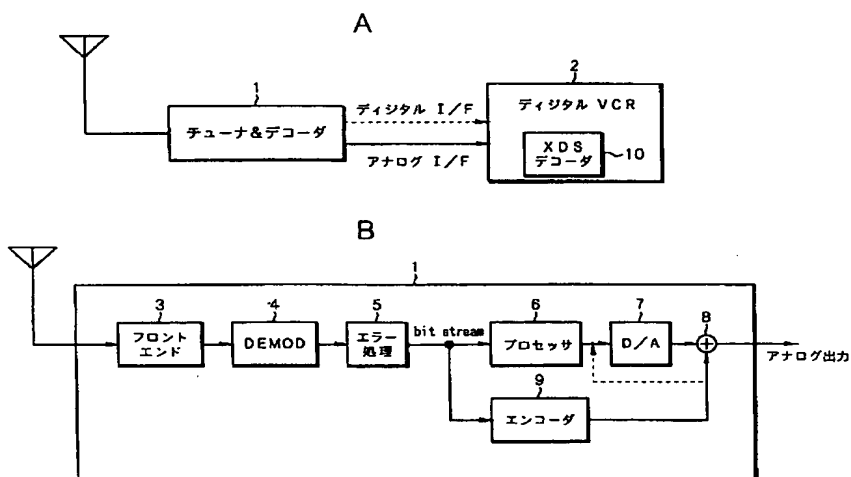 A
1
チューナ&デコーダ
ディジタル I/F
アナログ I/F
2
ディジタル VCR
XDS
デコーダ
10
B
1
3
フロント
エンド
4
DEMOD
5
エラー
処理
bit stream
6
プロセッサ
7
D/A
8
アナログ出力
9
エンコーダ